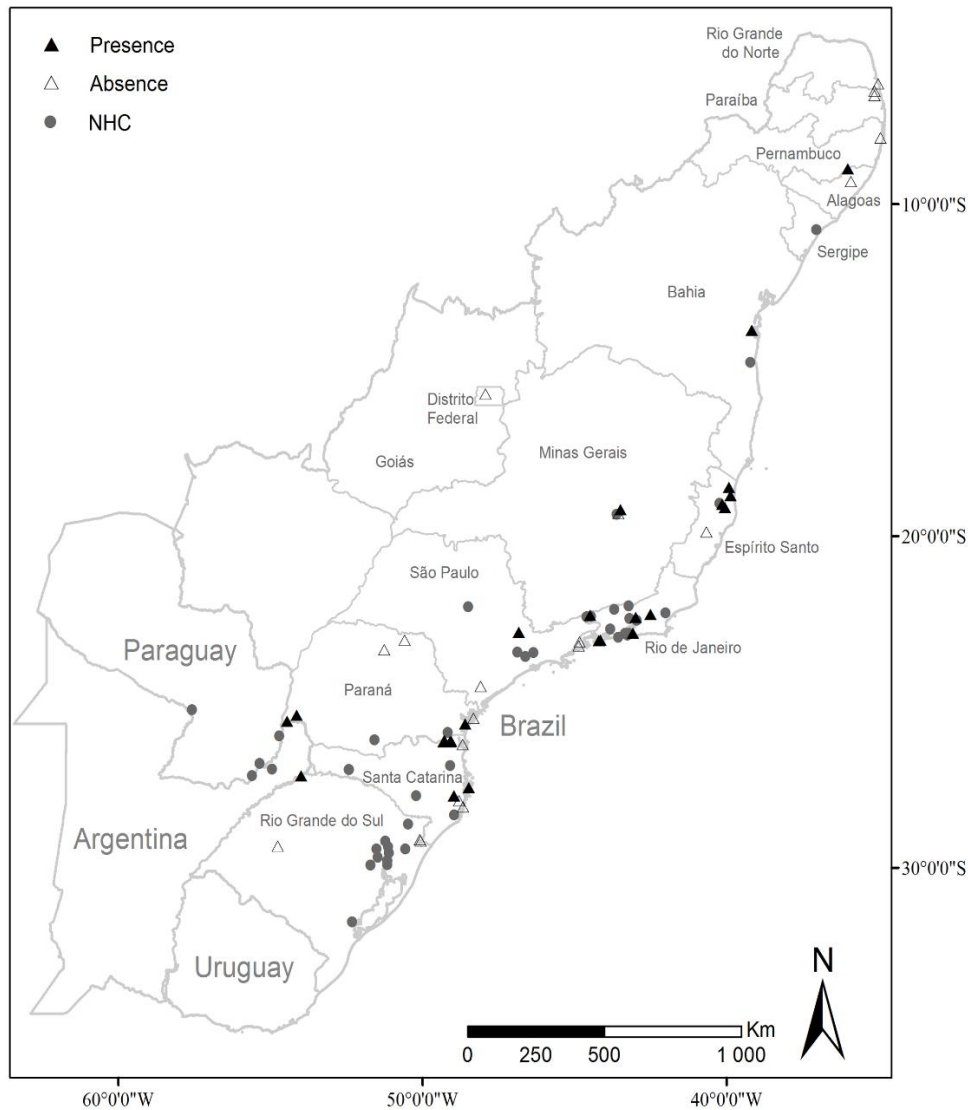 Presence
Absence
NHC
Rio Grande
do Norte
Paraíba
Pernambuco
Alagoas
Sergipe
Bahia
Distrito
Federal
Goiás
Minas Gerais
Espírito Santo
São Paulo
Rio de Janeiro
Paraguay
Paraná
Brazil
Santa Catarina
Argentina
Rio Grande do Sul
Uruguay
10°0'0"S
20°0'0"S
30°0'0"S
N
Km
0 250 500 1 000
60°0'0"W 50°0'0"W 40°0'0"W